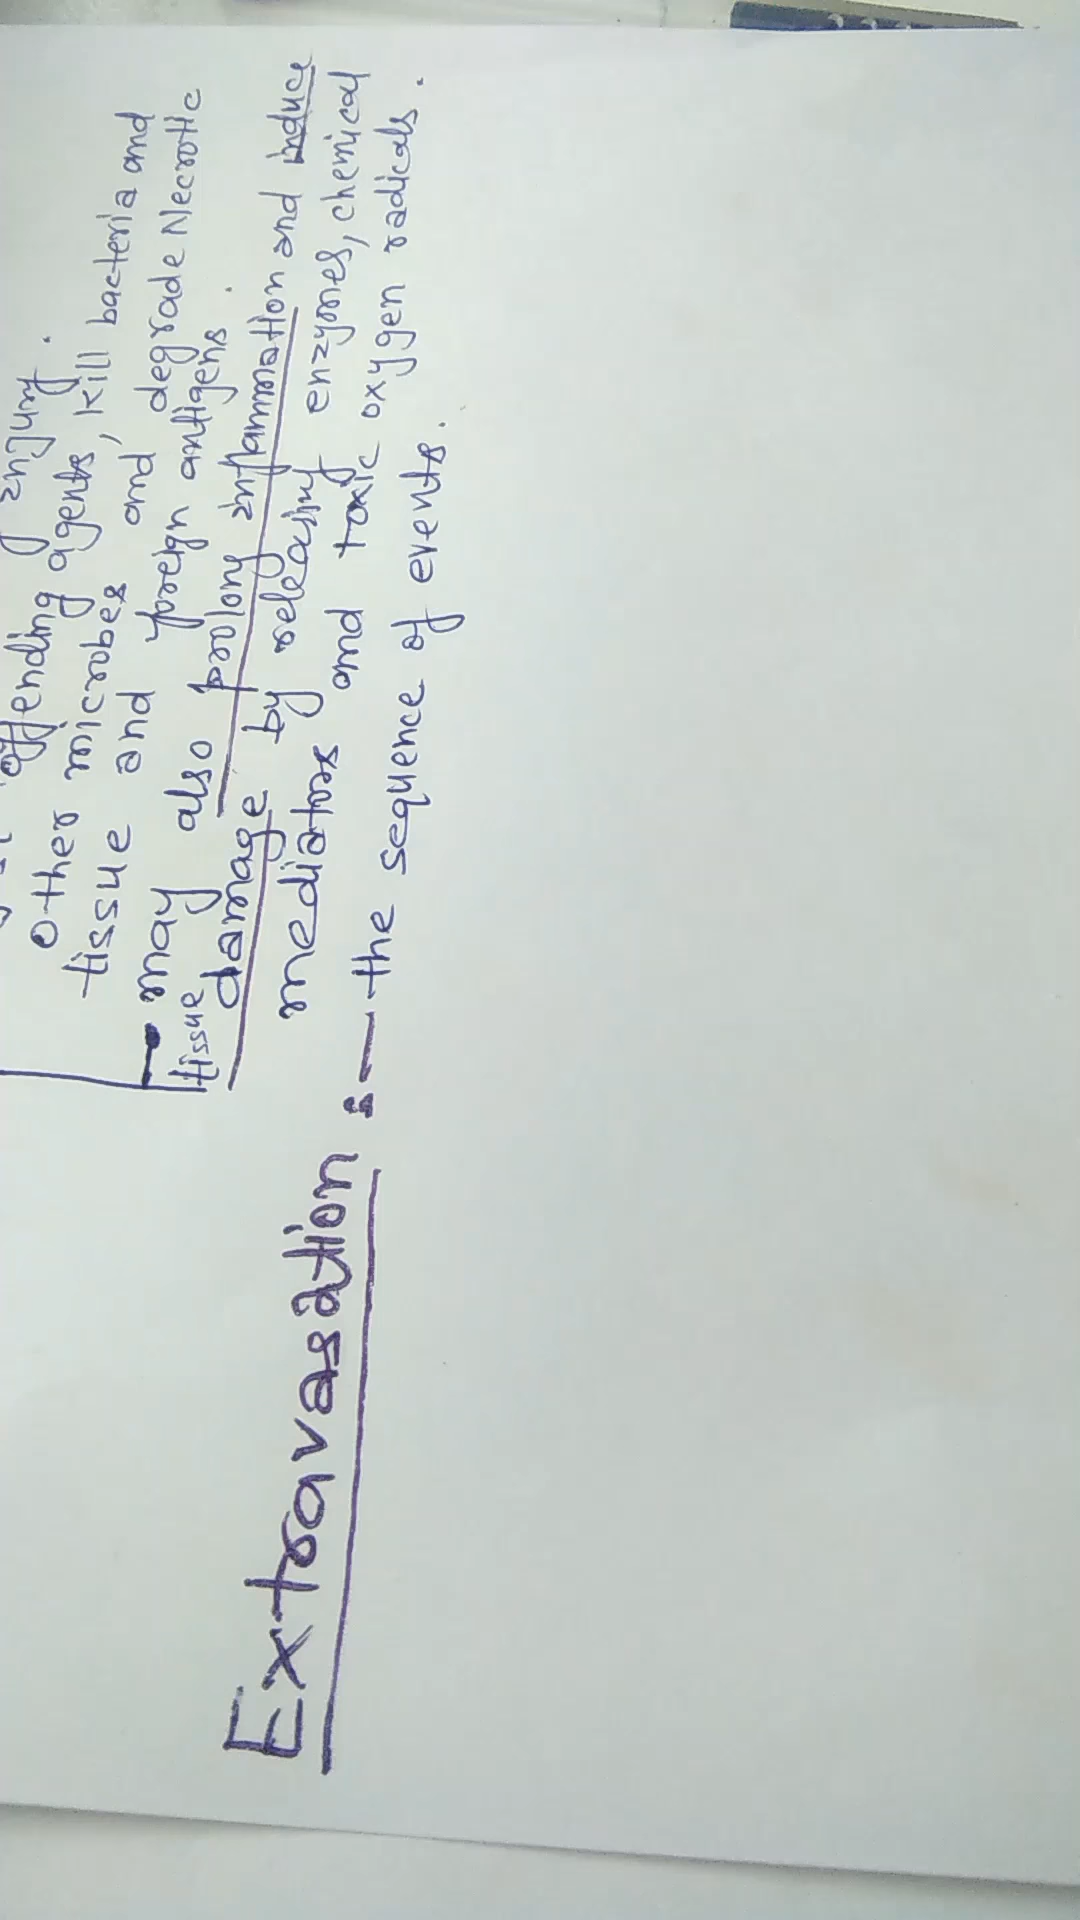 offending injury.
Other microbes agents, kill bacteria and
tissue and and degrade Necrotic
foreign antigens.
may also prolong inflammation and induce
tissue damage by releasing enzymes, chemical
mediators and toxic oxygen radicals.
Extravasation :— the sequence of events.